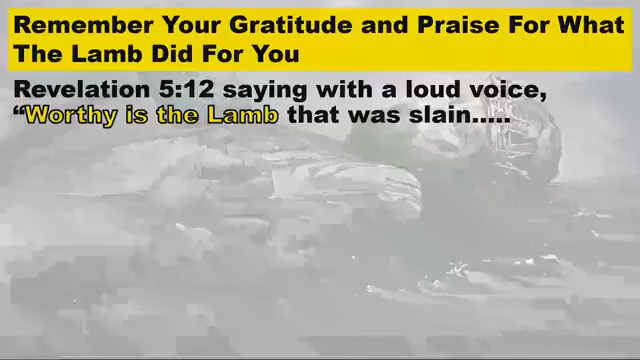 Remember Your Gratitude and Praise For What
The Lamb Did For You
Revelation 5:12 saying with a loud voice,
“Worthy is the Lamb that was slain.....